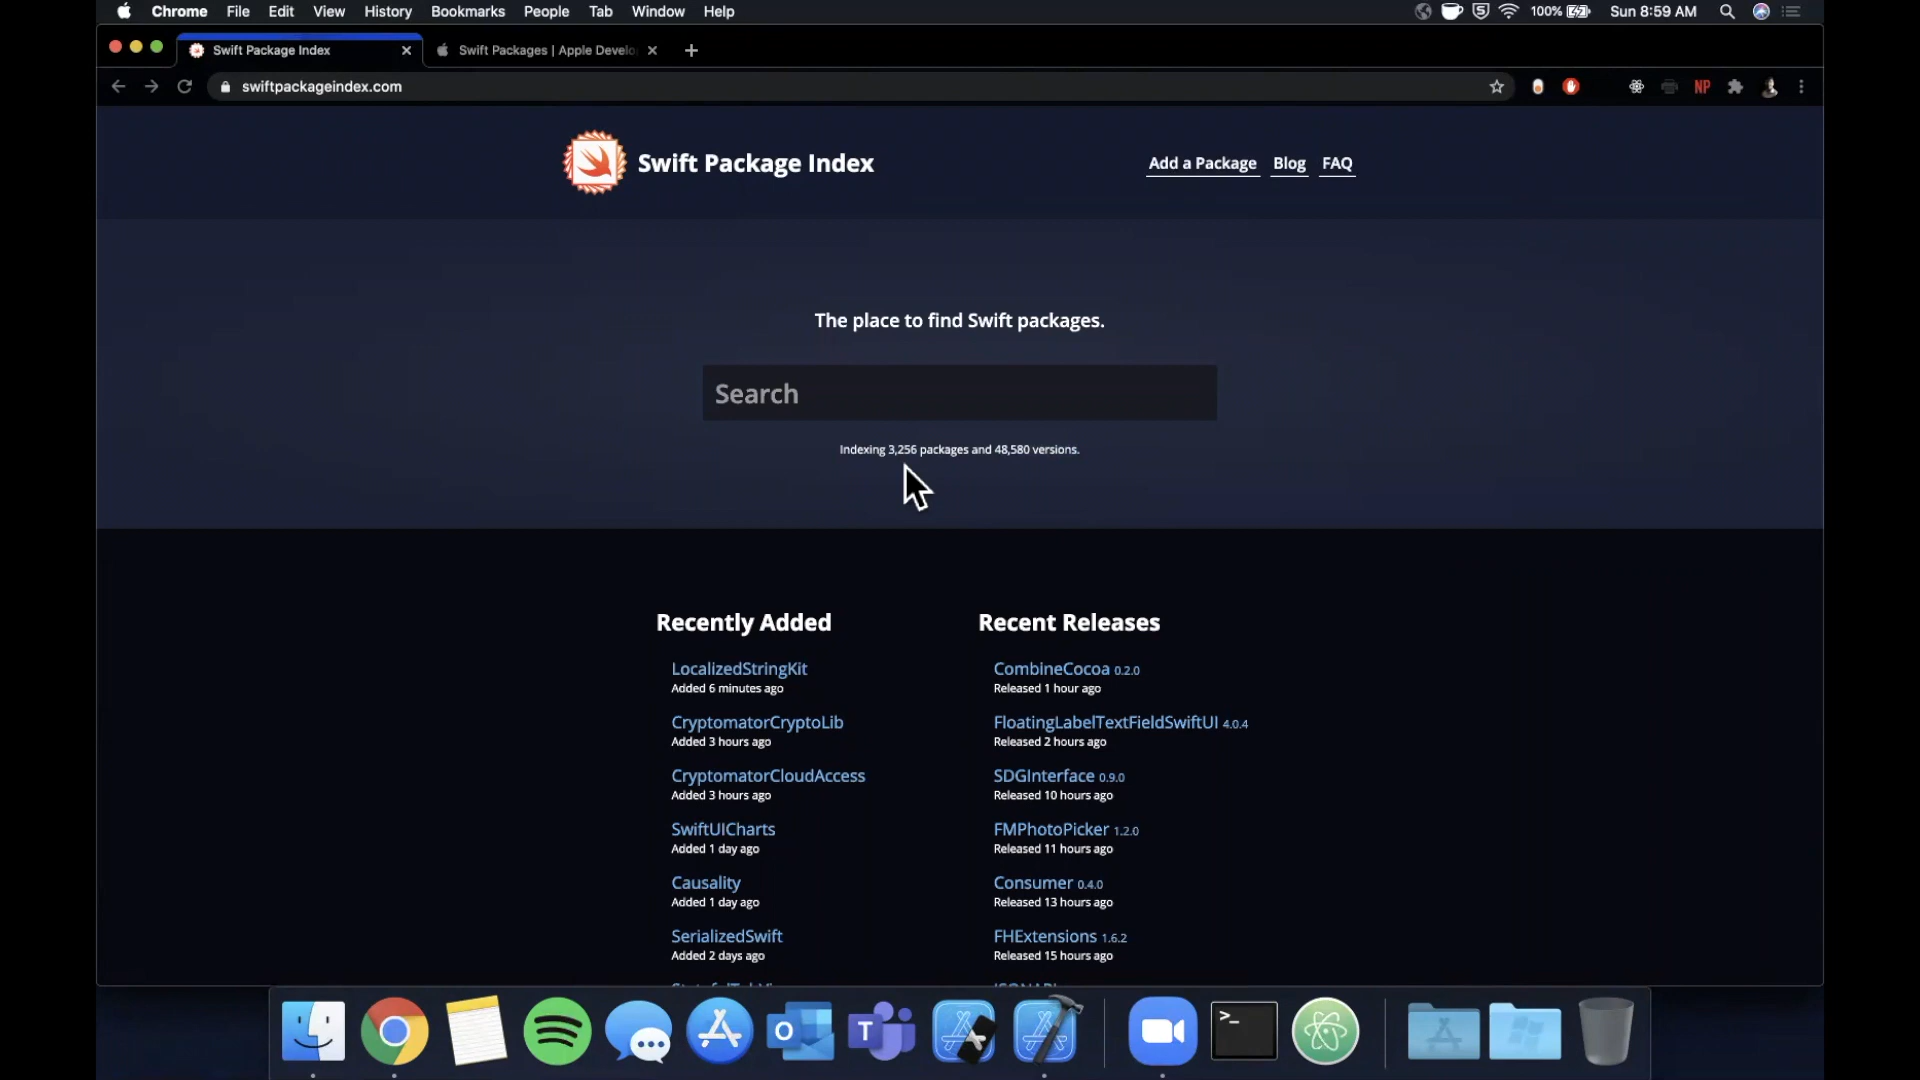 Chrome File Edit View History Bookmarks People Tab Window Help
100% Sun 8:59 AM
Swift Package Index
Swift Packages | Apple Develo
swiftpackageindex.com
NP
Swift Package Index
Add a Package Blog FAQ
The place to find Swift packages.
Search
Indexing 3,256 packages and 48,580 versions.
Recently Added
LocalizedStringKit
Added 6 minutes ago
CryptomatorCryptoLib
Added 3 hours ago
CryptomatorCloudAccess
Added 3 hours ago
SwiftUICharts
Added 1 day ago
Causality
Added 1 day ago
SerializedSwift
Added 2 days ago
Recent Releases
CombineCocoa 0.2.0
Released 1 hour ago
FloatingLabelTextFieldSwiftUI 4.0.4
Released 2 hours ago
SDGInterface 0.9.0
Released 10 hours ago
FMPhotoPicker 1.2.0
Released 11 hours ago
Consumer 0.4.0
Released 13 hours ago
FHExtensions 1.6.2
Released 15 hours ago